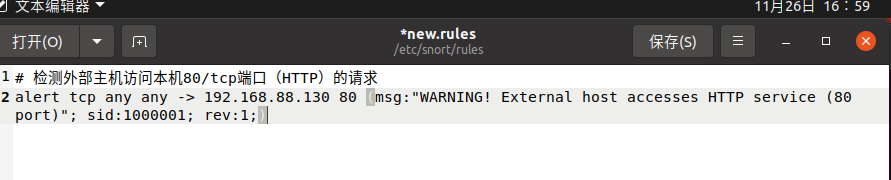 文本编辑器
11月26日 16：59
打开(O)
*new.rules
/etc/snort/rules
保存(S)
1 # 检测外部主机访问本机80/tcp端口（HTTP）的请求
2 alert tcp any any -> 192.168.88.130 80 (msg:"WARNING! External host accesses HTTP service (80
port)"; sid:1000001; rev:1;)